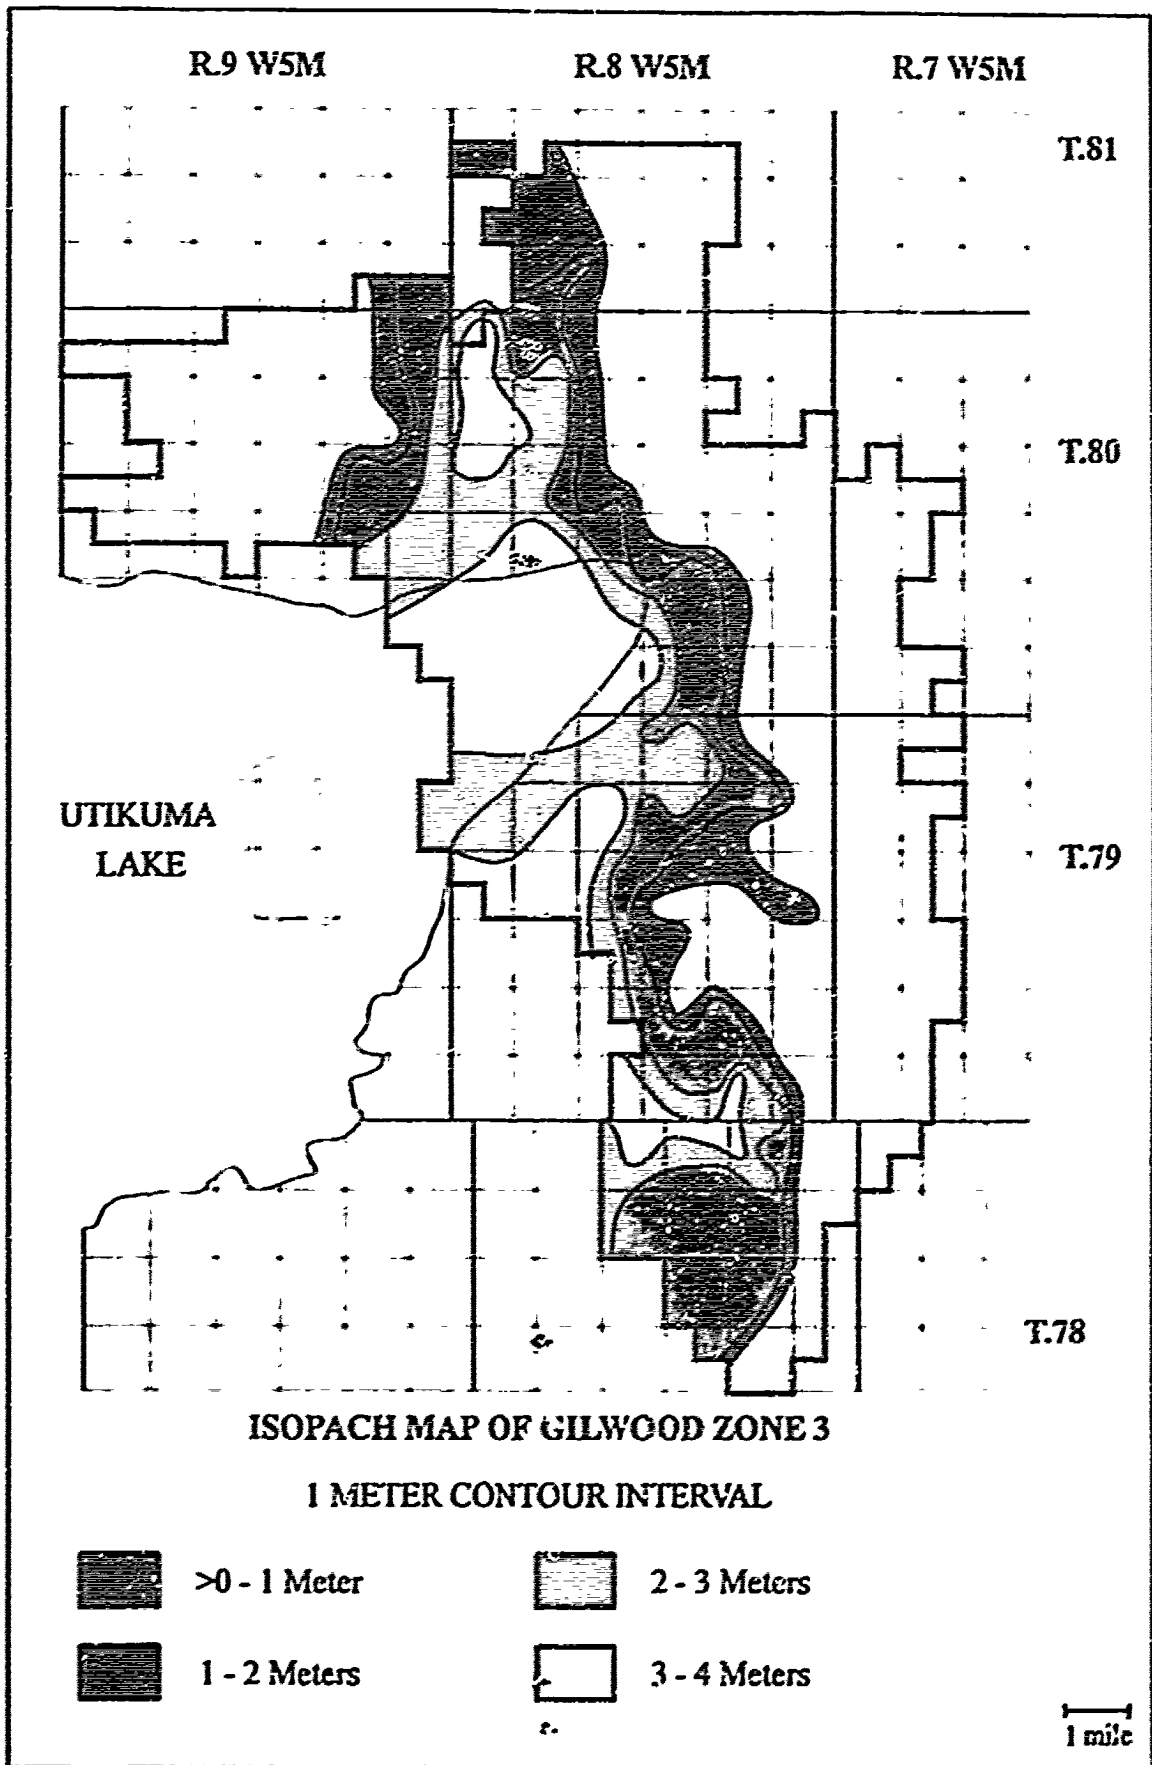 R.9 W5M R.8 W5M R.7 W5M
T.81
T.80
UTIKUMA
LAKE
T.79
T.78
ISOPACH MAP OF GILWOOD ZONE 3
1 METER CONTOUR INTERVAL
>0 - 1 Meter
2 - 3 Meters
1 - 2 Meters
3 - 4 Meters
1 mile